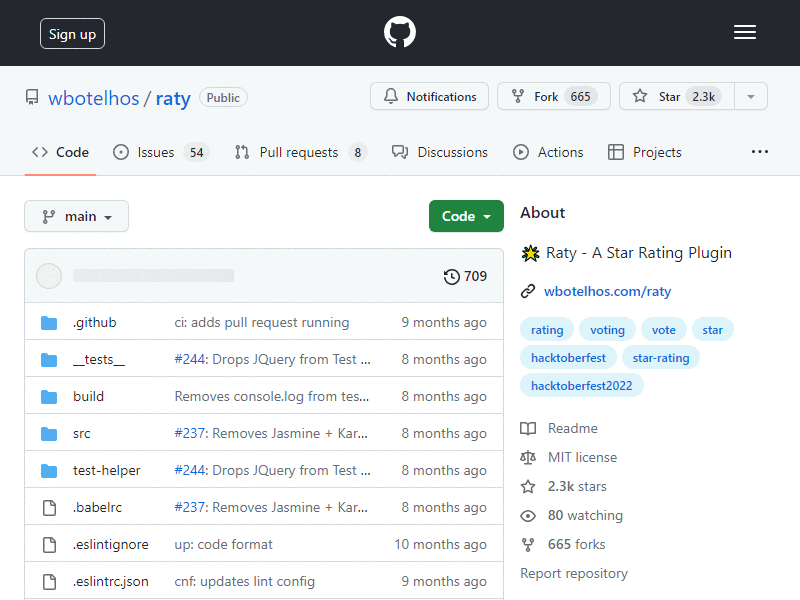 Sign up
wbotelhos / raty Public
Notifications
Fork 665
Star 2.3k
Code
Issues 54
Pull requests 8
Discussions
Actions
Projects
main
Code
709
.github ci: adds pull request running 9 months ago
__tests__ #244: Drops JQuery from Test ... 8 months ago
build Removes console.log from tes... 8 months ago
src #237: Removes Jasmine + Kar... 8 months ago
test-helper #244: Drops JQuery from Test ... 8 months ago
.babelrc #237: Removes Jasmine + Kar... 8 months ago
.eslintignore up: code format 10 months ago
.eslintrc.json cnf: updates lint config 9 months ago
About
Raty - A Star Rating Plugin
wbotelhos.com/raty
rating voting vote star
hacktoberfest star-rating
hacktoberfest2022
Readme
MIT license
2.3k stars
80 watching
665 forks
Report repository